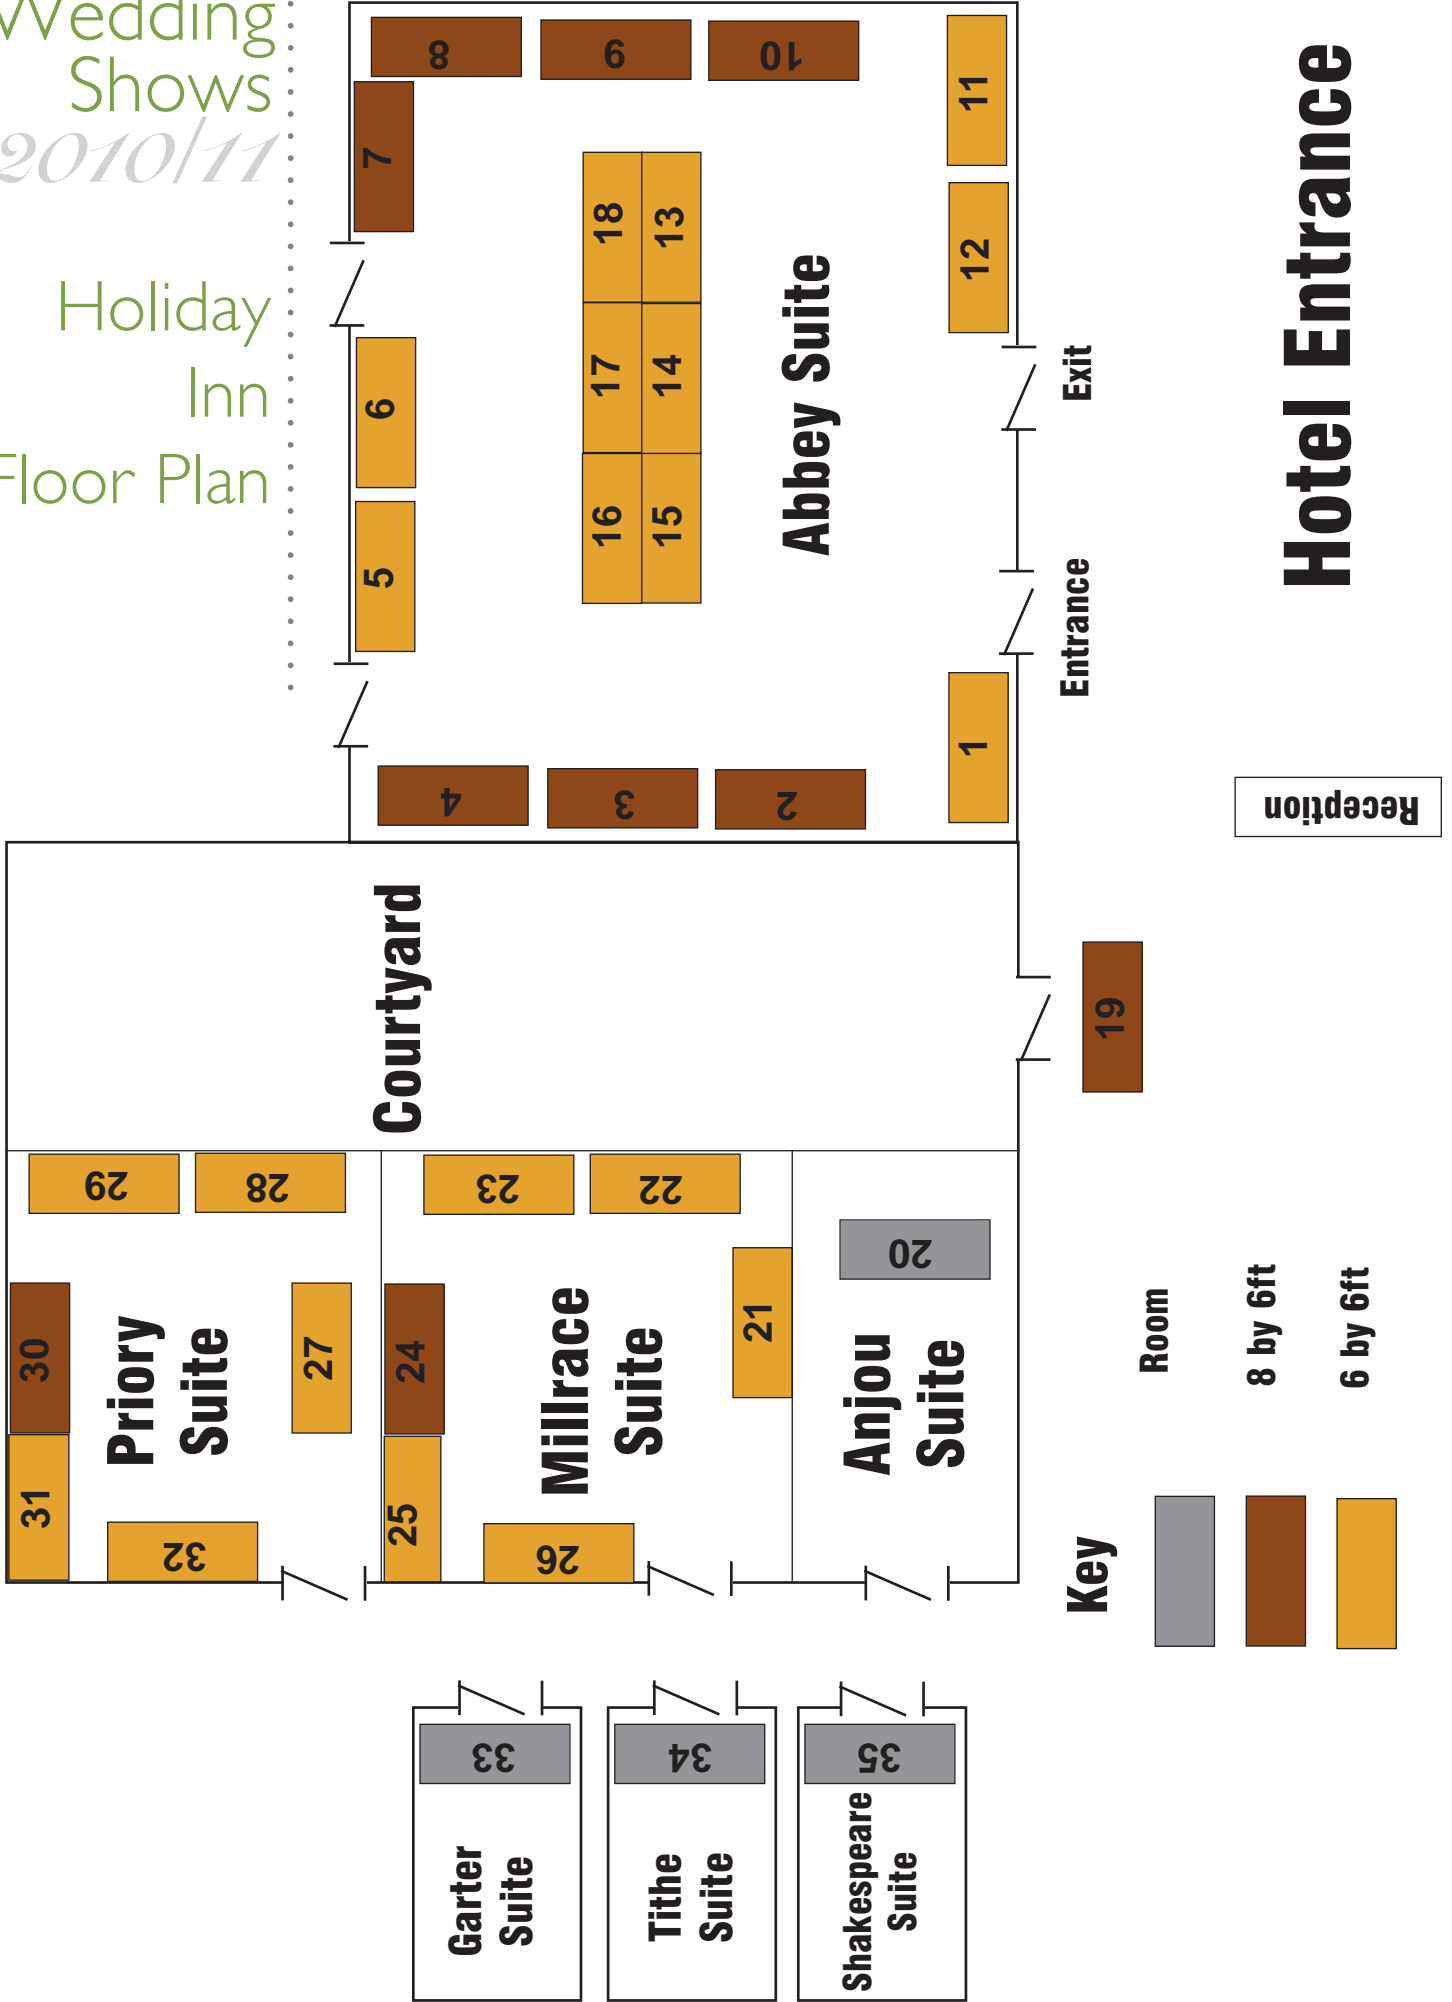 Wedding
Shows
2010/11
Holiday
Inn
Floor Plan
8
9
10
7
11
18
13
12
6
17
14
Abbey Suite
Exit
Hotel Entrance
5
16
15
Entrance
4
3
2
1
Reception
Courtyard
19
29
28
23
22
20
30
Priory
Suite
27
24
Millrace
Suite
21
Anjou
Suite
31
32
25
26
Key
Room
8 by 6ft
6 by 6ft
33
34
35
Garter
Suite
Tithe
Suite
Shakespeare
Suite